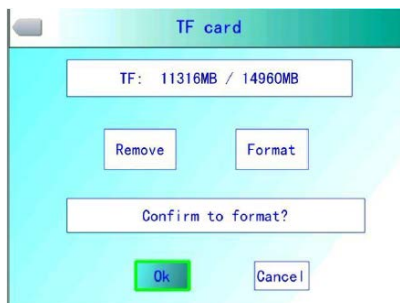 TF card
TF: 11316MB / 14960MB
Remove Format
Confirm to format?
Ok Cancel